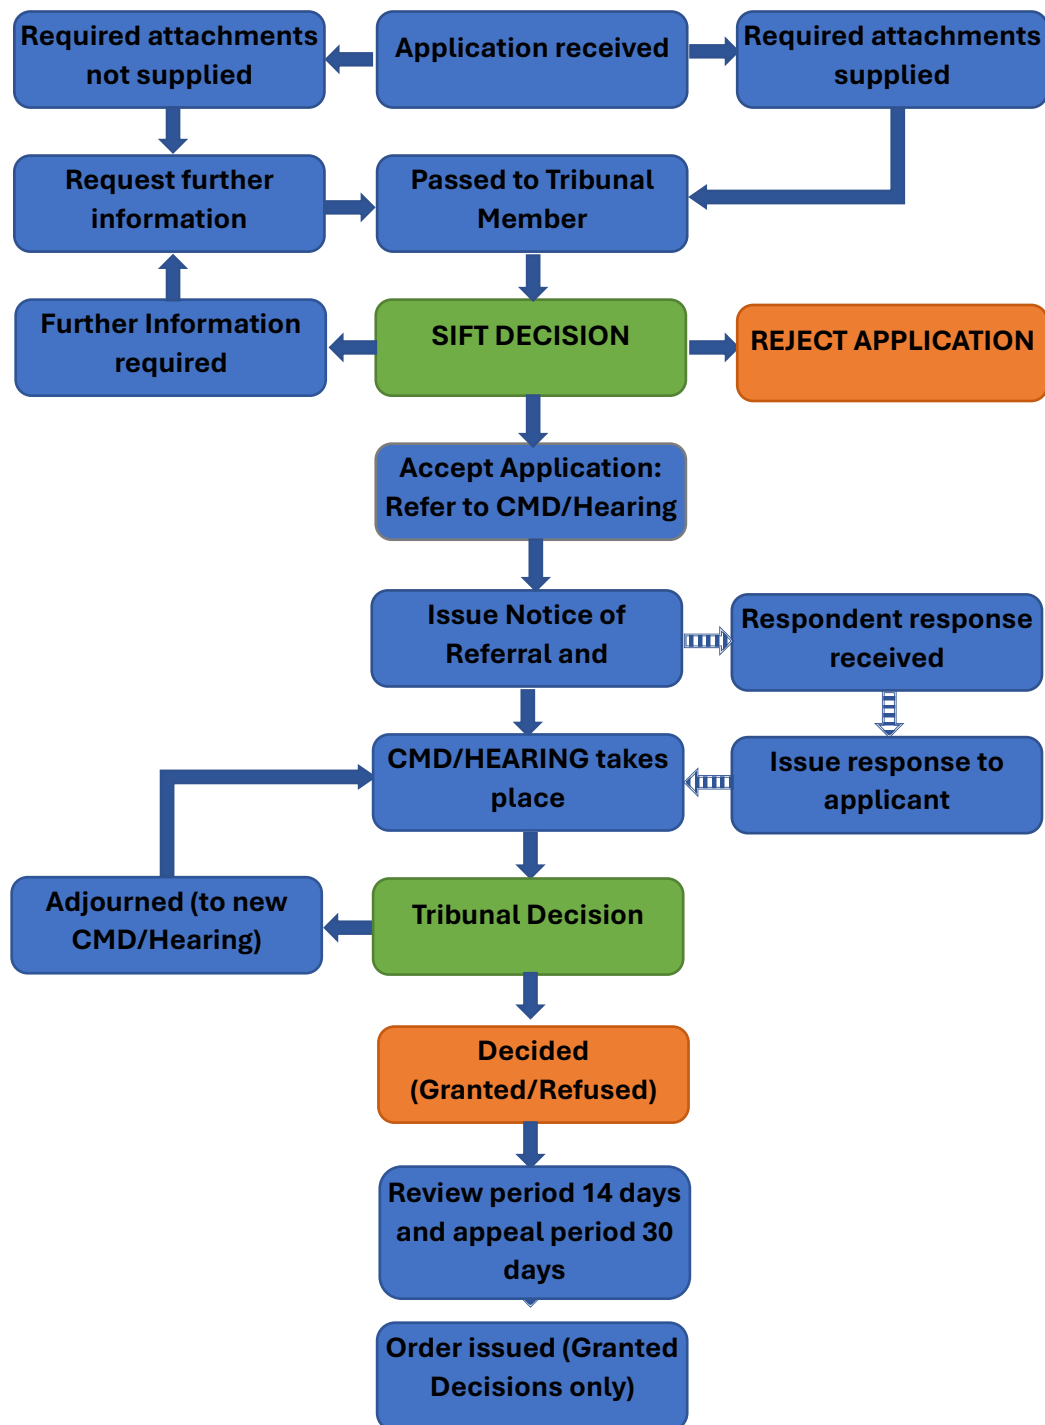 Required attachments
not supplied
Application received
Required attachments
supplied
Request further
information
Passed to Tribunal
Member
Further Information
required
SIFT DECISION
REJECT APPLICATION
Accept Application:
Refer to CMD/Hearing
Issue Notice of
Referral and
Respondent response
received
CMD/HEARING takes
place
Issue response to
applicant
Adjourned (to new
CMD/Hearing)
Tribunal Decision
Decided
(Granted/Refused)
Review period 14 days
and appeal period 30
days
Order issued (Granted
Decisions only)